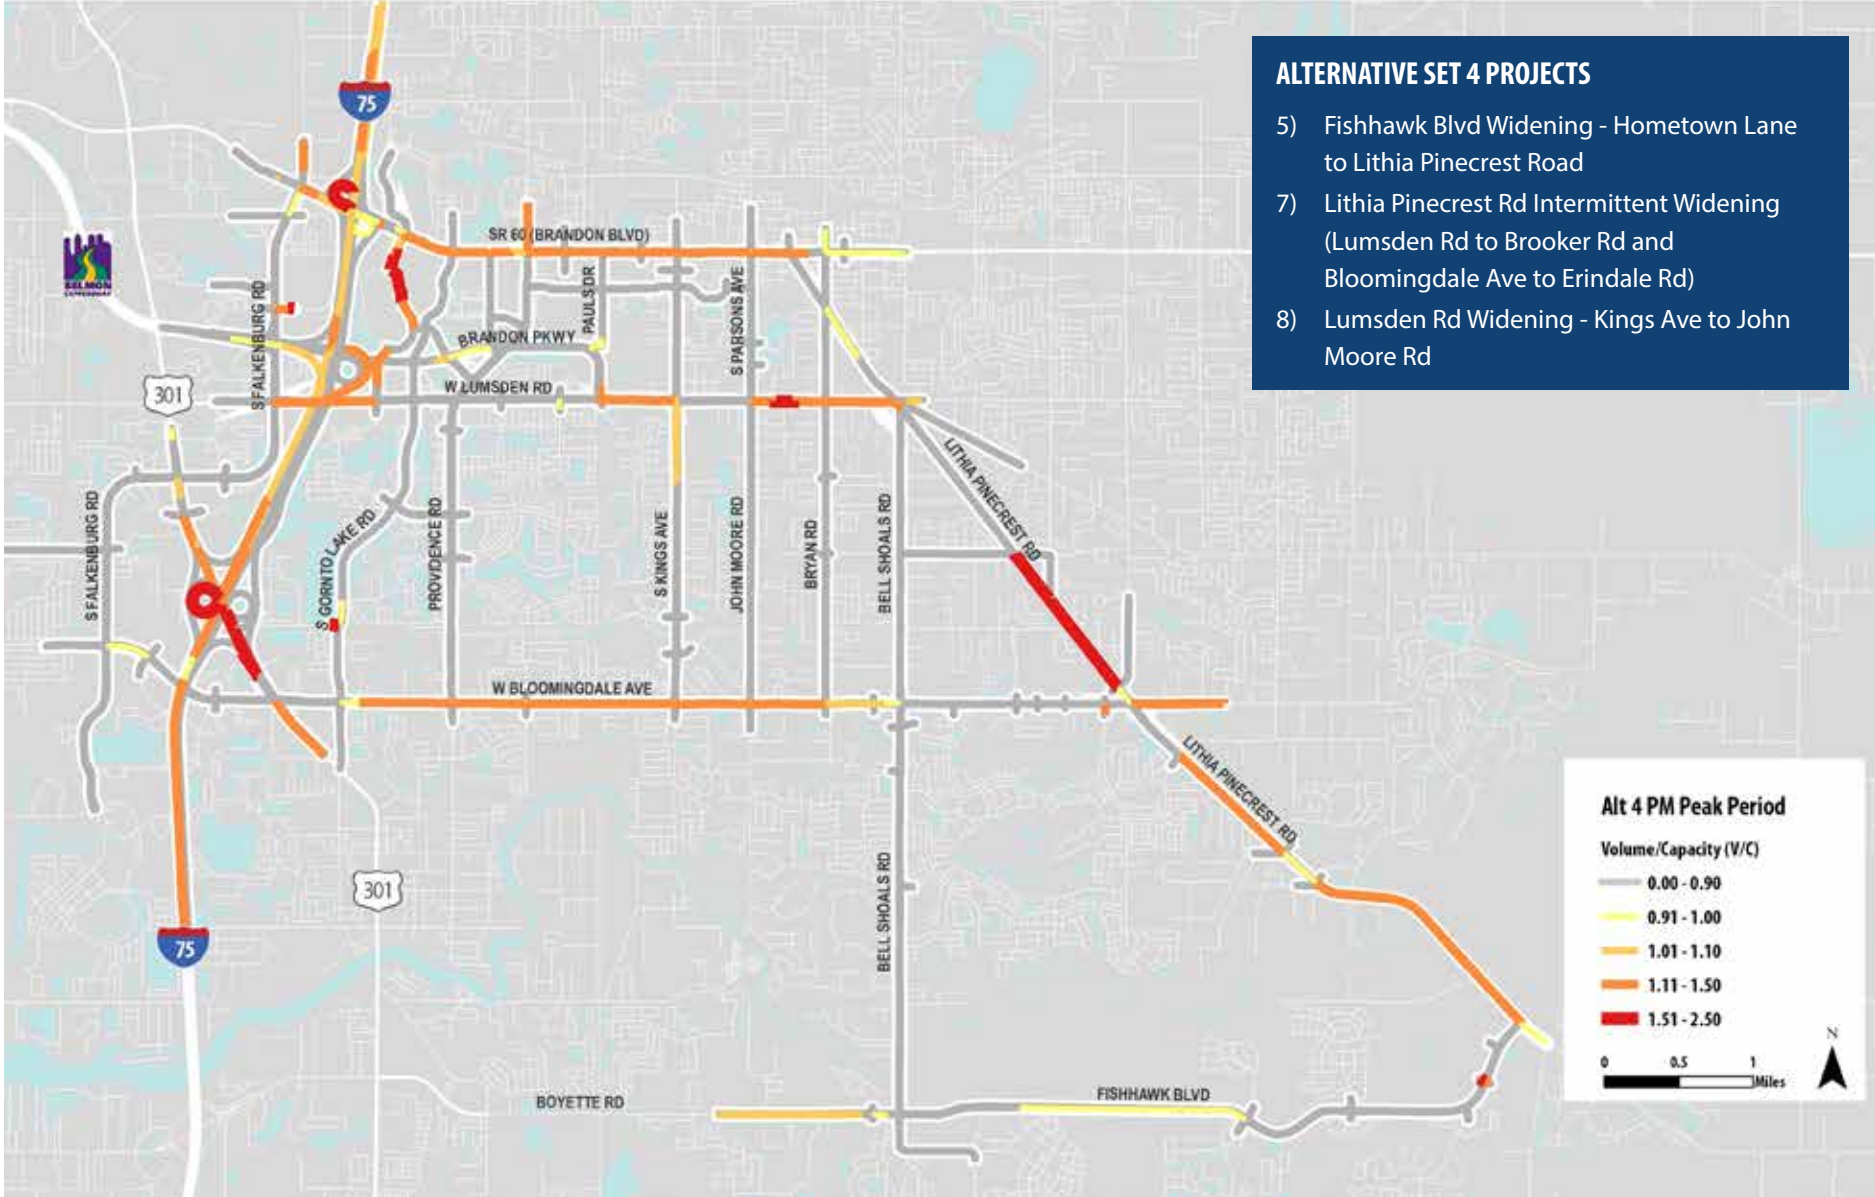 ALTERNATIVE SET 4 PROJECTS
5) Fishhawk Blvd Widening - Hometown Lane
to Lithia Pinecrest Road
7) Lithia Pinecrest Rd Intermittent Widening
(Lumsden Rd to Brooker Rd and
Bloomingdale Ave to Erindale Rd)
8) Lumsden Rd Widening - Kings Ave to John
Moore Rd
75
SR 60 (BRANDON BLVD)
SELMON
S FALKENBURG RD
PAULS DR
S PARSONS AVE
BRANDON PKWY
W LUMSDEN RD
301
LITHIA PINECREST RD
S FALKENBURG RD
S GORNTO LAKE RD
PROVIDENCE RD
S KINGS AVE
JOHN MOORE RD
BRYAN RD
BELL SHOALS RD
W BLOOMINGDALE AVE
LITHIA PINECREST RD
301
BELL SHOALS RD
75
BOYETTE RD
FISHHAWK BLVD
Alt 4 PM Peak Period
Volume/Capacity (V/C)
0.00 - 0.90
0.91 - 1.00
1.01 - 1.10
1.11 - 1.50
1.51 - 2.50
N
0 0.5 1
Miles